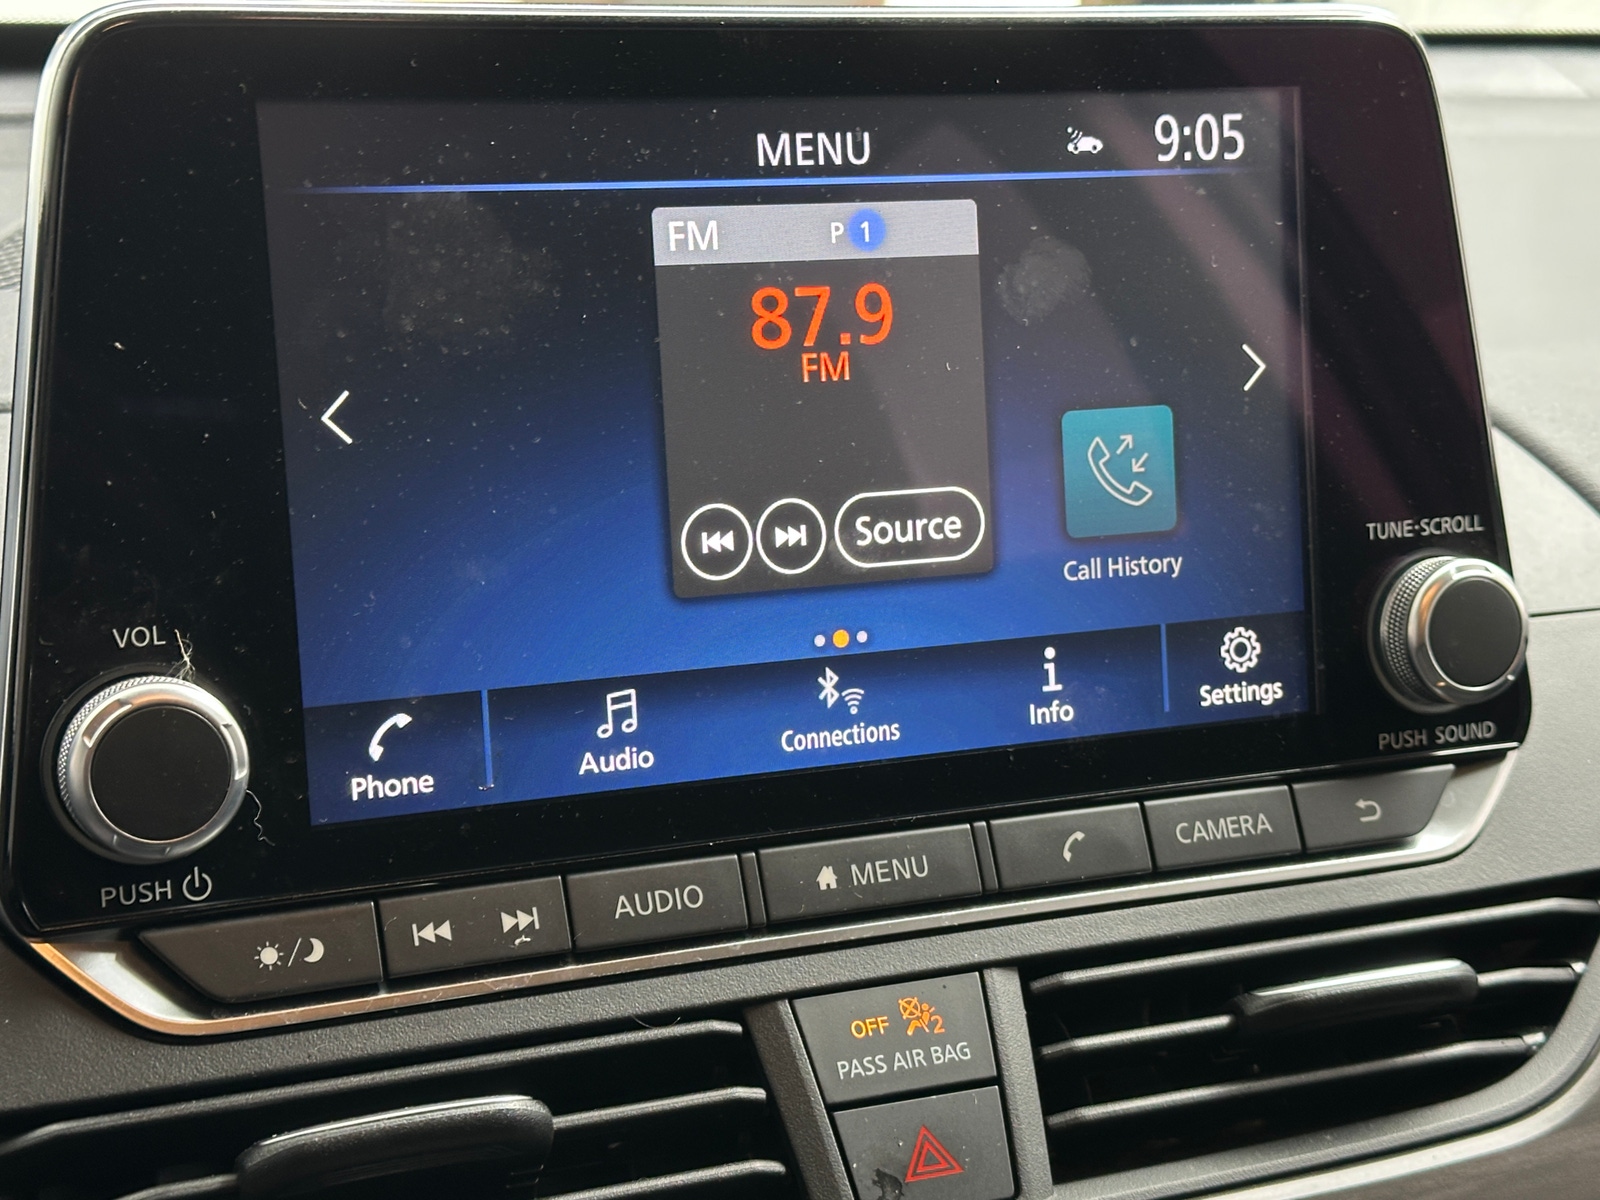 MENU
9:05
FM P 1
87.9
FM
Source
Call History
TUNE·SCROLL
VOL
Phone
Audio
Connections
Info
Settings
PUSH SOUND
PUSH
AUDIO
MENU
CAMERA
OFF 2
PASS AIR BAG